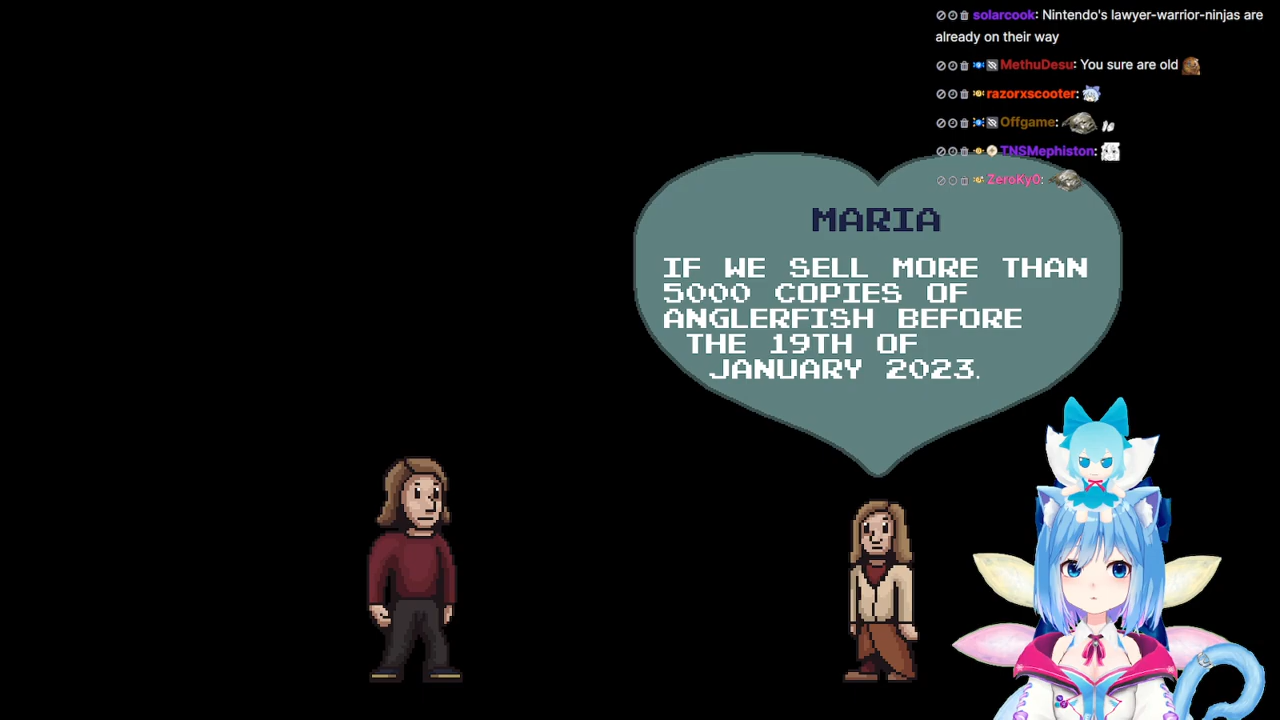 solarcook: Nintendo's lawyer-warrior-ninjas are
already on their way
MethuDesu: You sure are old
razorxscooter:
Offgame:
TNSMephiston:
ZeroKy0:
MARIA
IF WE SELL MORE THAN
5000 COPIES OF
ANGLERFISH BEFORE
THE 19TH OF
JANUARY 2023.